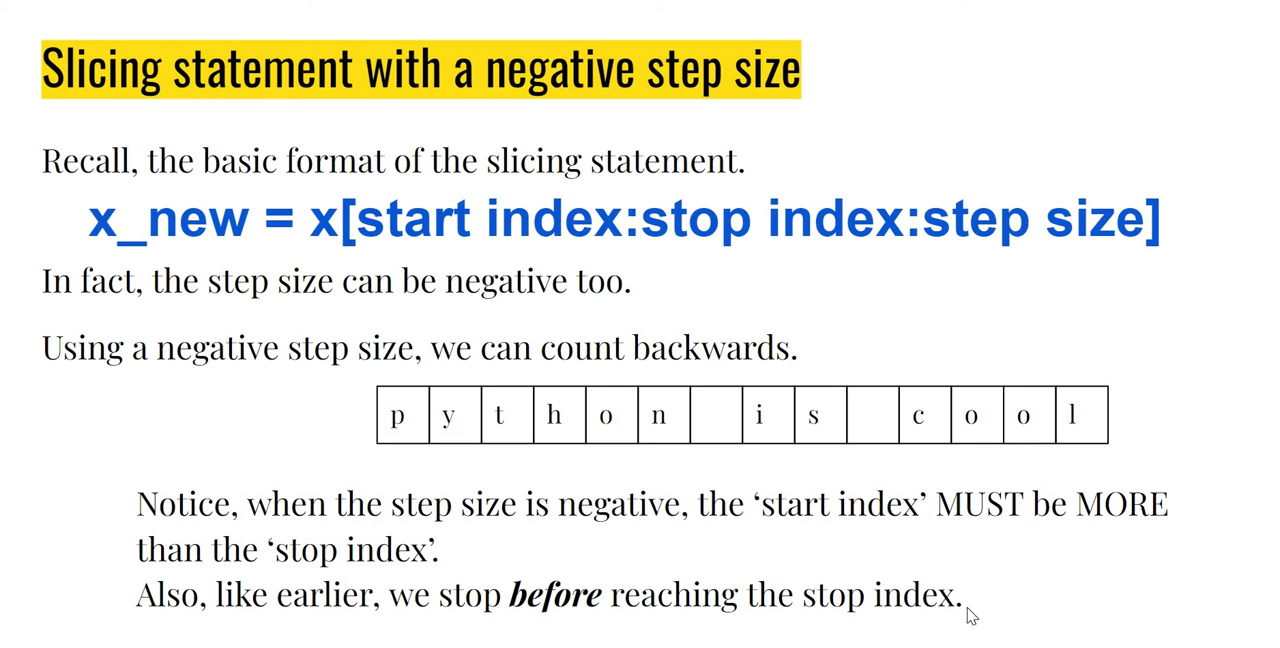 Slicing statement with a negative step size
Recall, the basic format of the slicing statement.
x_new = x[start index:stop index:step size]
In fact, the step size can be negative too.
Using a negative step size, we can count backwards.
p y t h o n i s c o o l
Notice, when the step size is negative, the ‘start index’ MUST be MORE
than the ‘stop index’.
Also, like earlier, we stop before reaching the stop index.